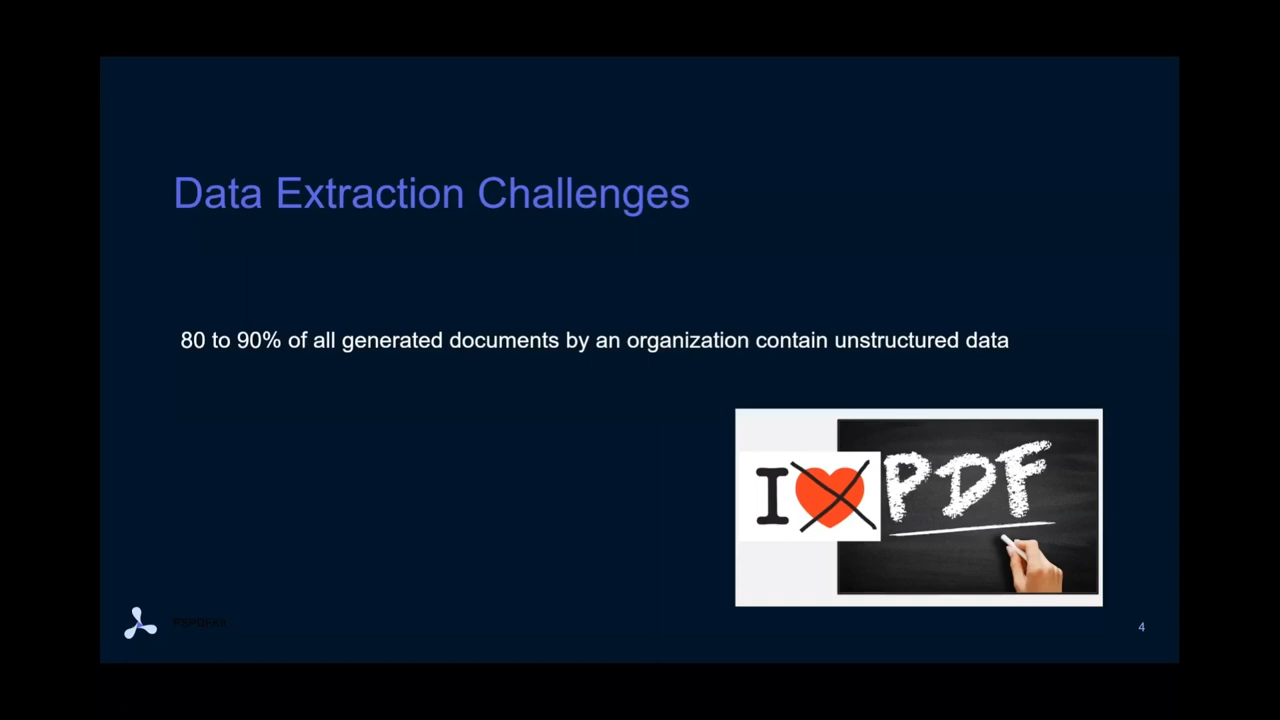 Data Extraction Challenges
80 to 90% of all generated documents by an organization contain unstructured data
I
PDF
4